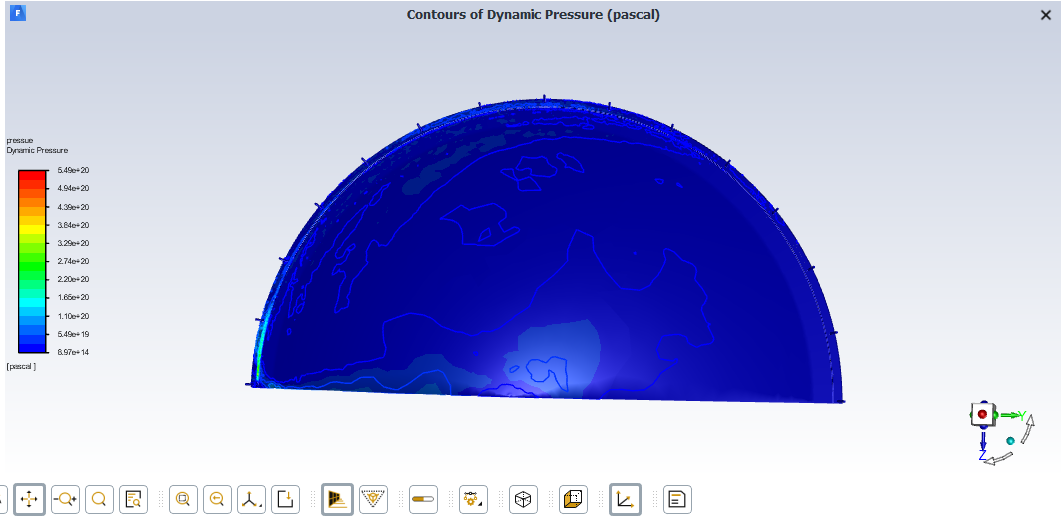 F
Contours of Dynamic Pressure (pascal)
pressue
Dynamic Pressure
5.49e+20
4.94e+20
4.39e+20
3.84e+20
3.29e+20
2.74e+20
2.20e+20
1.65e+20
1.10e+20
5.49e+19
8.97e+14
[pascal ]
Y
Z